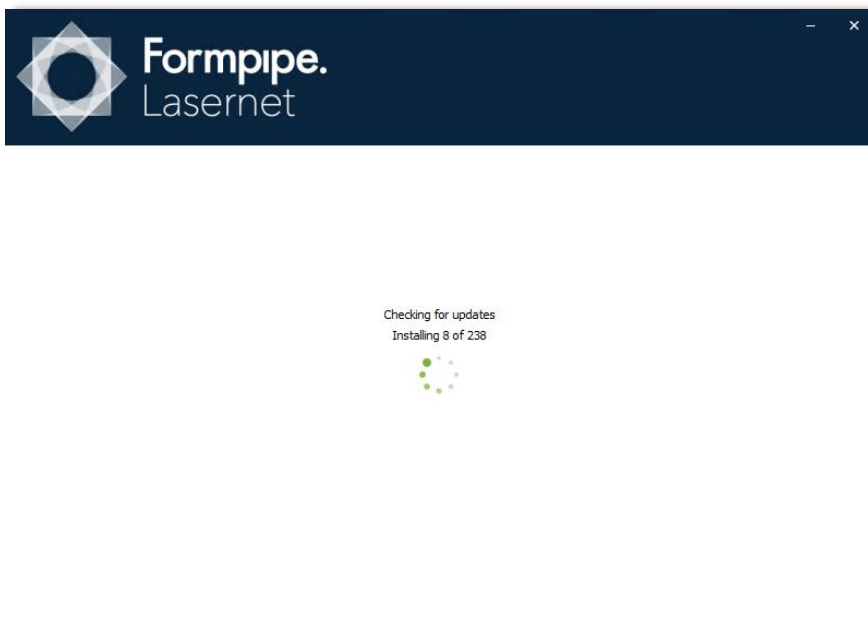 Formpipe.
Lasernet
Checking for updates
Installing 8 of 238